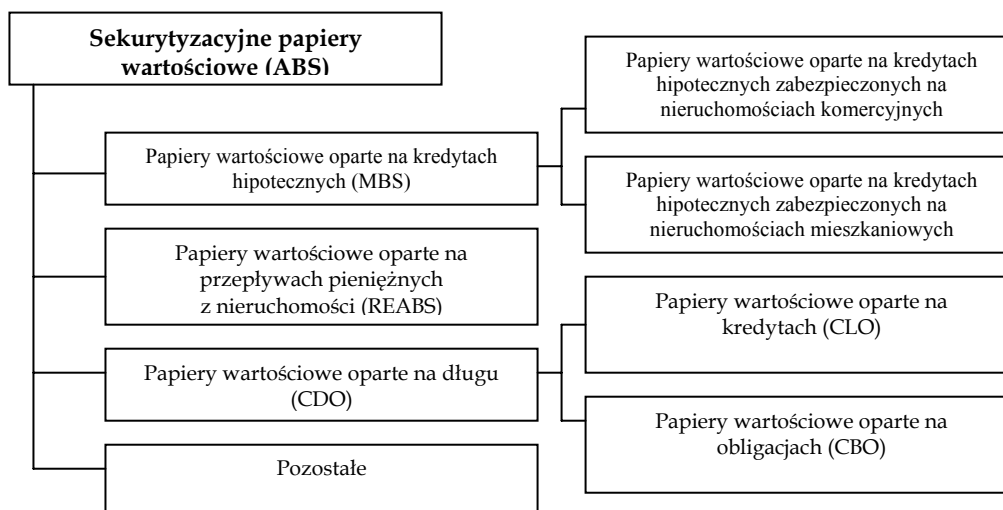 Sekurytyzacyjne papiery
wartościowe (ABS)
Papiery wartościowe oparte na kredytach
hipotecznych (MBS)
Papiery wartościowe oparte na kredytach
hipotecznych zabezpieczonych na
nieruchomościach komercyjnych
Papiery wartościowe oparte na kredytach
hipotecznych zabezpieczonych na
nieruchomościach mieszkaniowych
Papiery wartościowe oparte na
przepływach pieniężnych
z nieruchomości (REABS)
Papiery wartościowe oparte na długu
(CDO)
Papiery wartościowe oparte na
kredytach (CLO)
Papiery wartościowe oparte na
obligacjach (CBO)
Pozostałe